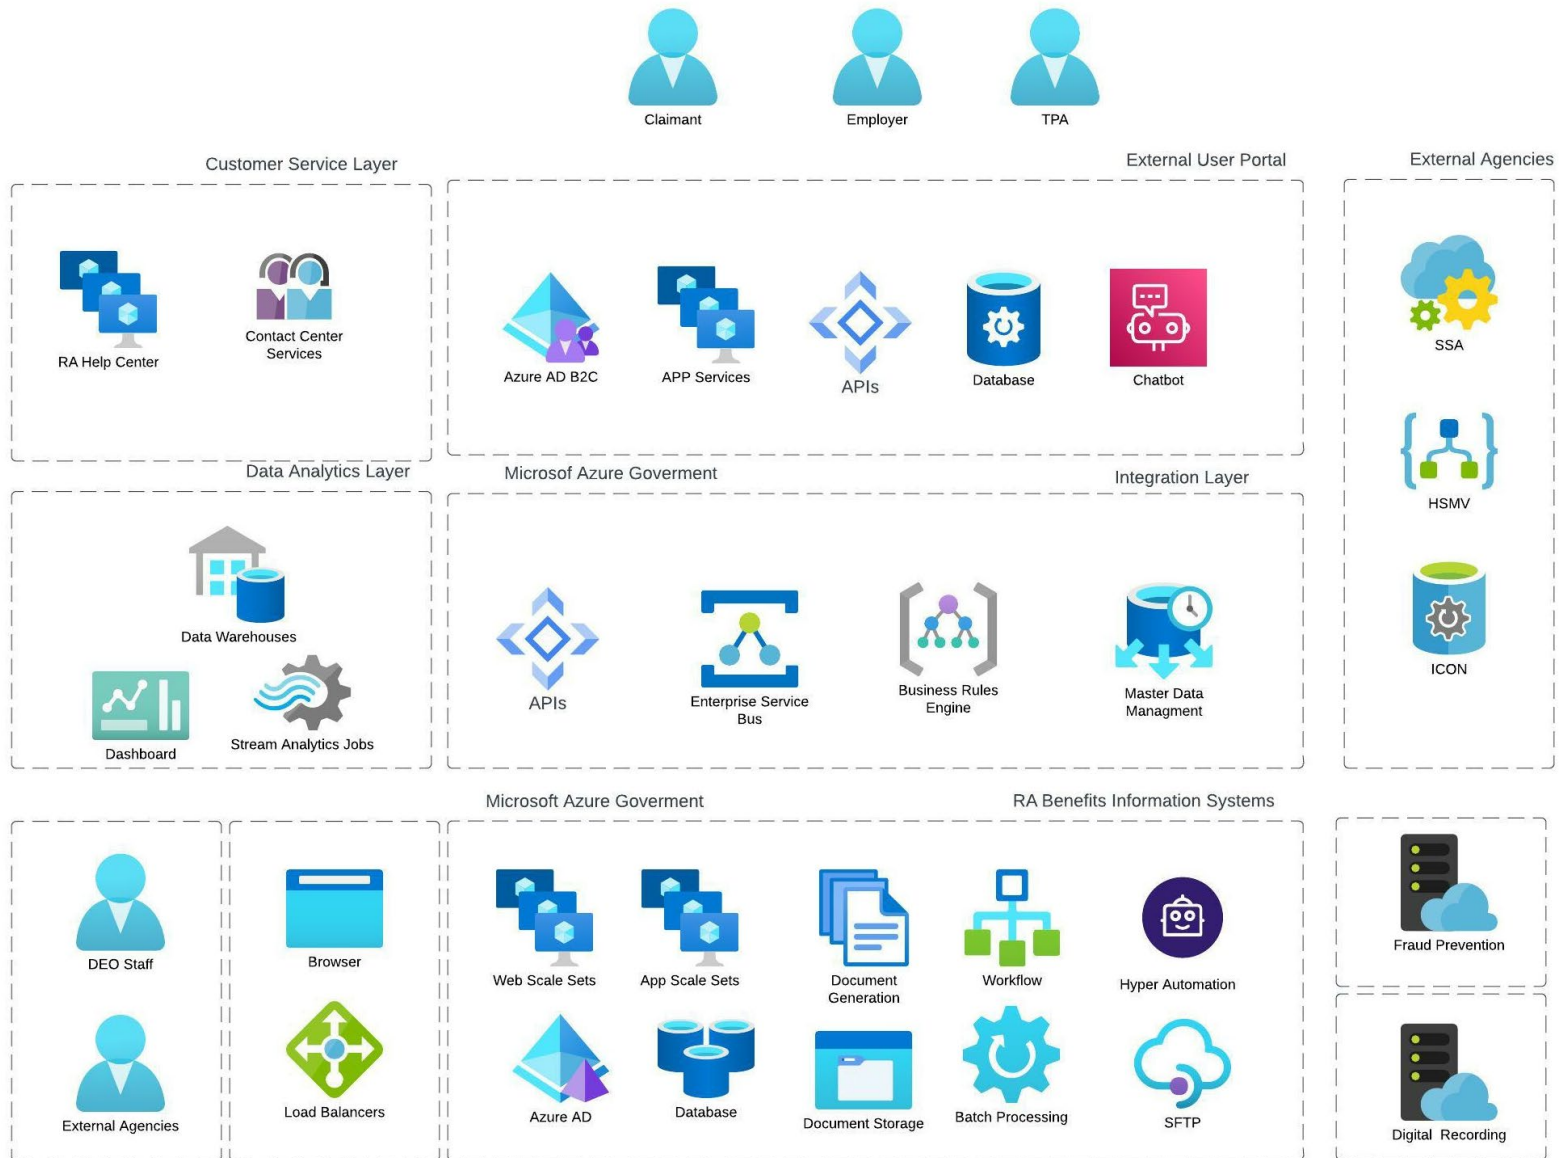 Claimant
Employer
TPA
Customer Service Layer
External User Portal
External Agencies
RA Help Center
Contact Center
Services
Azure AD B2C
APP Services
APIs
Database
Chatbot
SSA
HSMV
ICON
Data Analytics Layer
Microsof Azure Goverment
Integration Layer
Data Warehouses
Dashboard
Stream Analytics Jobs
APIs
Enterprise Service
Bus
Business Rules
Engine
Master Data
Managment
Microsoft Azure Goverment
RA Benefits Information Systems
DEO Staff
External Agencies
Browser
Load Balancers
Web Scale Sets
App Scale Sets
Document
Generation
Workflow
Hyper Automation
Azure AD
Database
Document Storage
Batch Processing
SFTP
Fraud Prevention
Digital Recording